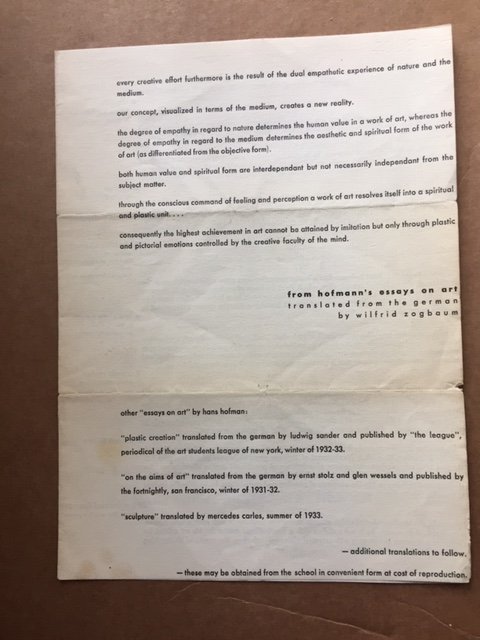 every creative effort furthermore is the result of the dual empathotic experience of nature and the
medium.
our concept, visualized in terms of the medium, creates a new reality.
the degree of empathy in regard to nature determines the human value in a work of art, whereas the
degree of empathy in regard to the medium determines the aesthetic and spiritual form of the work
of art (as differentiated from the objective form).
both human value and spiritual form are interdependant but not necessarily independant from the
subject matter.
through the conscious command of feeling and perception a work of art resolves itself into a spiritual
and plastic unit. . . .
consequently the highest achievement in art cannot be attained by imitation but only through plastic
and pictorial emotions controlled by the creative faculty of the mind.
from hofmann's essays on art
translated from the german
by wilfrid zogbaum
other "essays on art" by hans hofman:
"plastic creation" translated from the german by ludwig sander and published by "the league",
periodical of the art students league of new york, winter of 1932-33.
"on the aims of art" translated from the german by ernst stolz and glen wessels and published by
the fortnightly, san francisco, winter of 1931-32.
"sculpture" translated by mercedes carles, summer of 1933.
— additional translations to follow.
— these may be obtained from the school in convenient form at cost of reproduction.